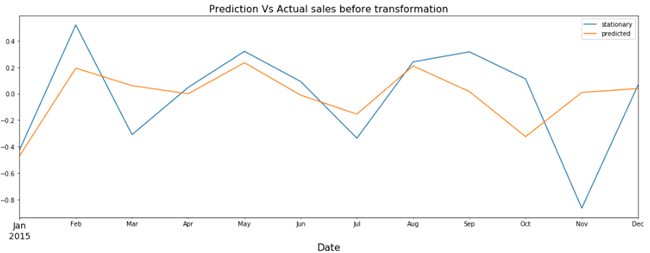 Prediction Vs Actual sales before transformation
stationary
predicted
0.4
0.2
0.0
−0.2
−0.4
−0.6
−0.8
Jan Feb Mar Apr May Jun Jul Aug Sep Oct Nov Dec
2015
Date